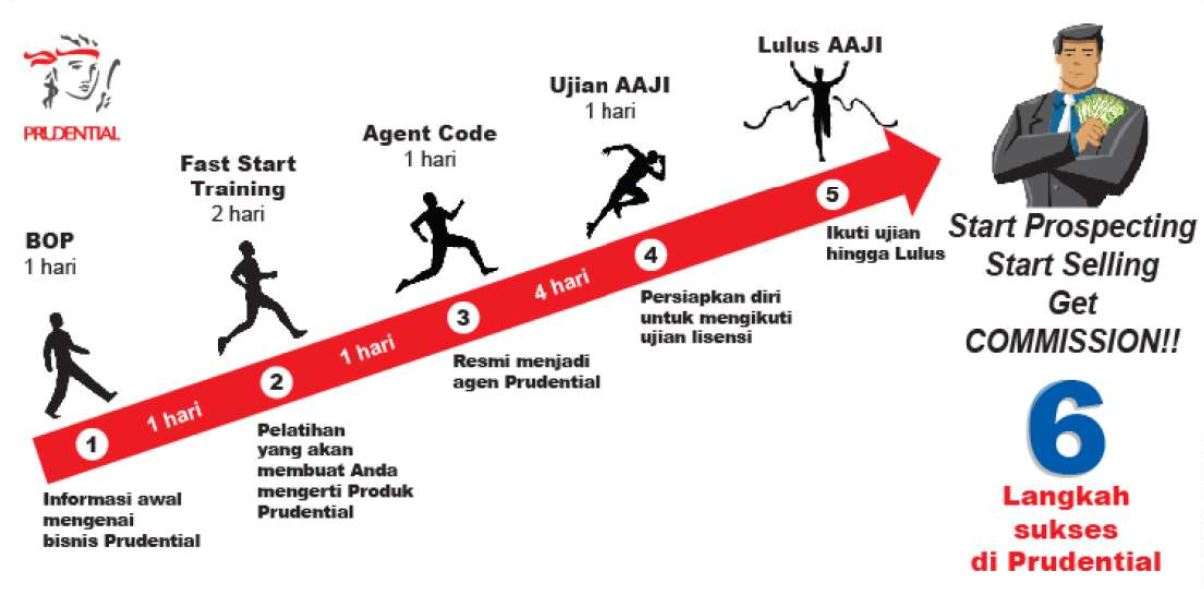 PRUDENTIAL
BOP
1 hari
Fast Start
Training
2 hari
Agent Code
1 hari
Ujian AAJI
1 hari
Lulus AAJI
1
1 hari
2
1 hari
3
4 hari
4
5
Informasi awal
mengenai
bisnis Prudential
Pelatihan
yang akan
membuat Anda
mengerti Produk
Prudential
Resmi menjadi
agen Prudential
Persiapkan diri
untuk mengikuti
ujian lisensi
Ikuti ujian
hingga Lulus
Start Prospecting
Start Selling
Get
COMMISSION!!
6
Langkah
sukses
di Prudential